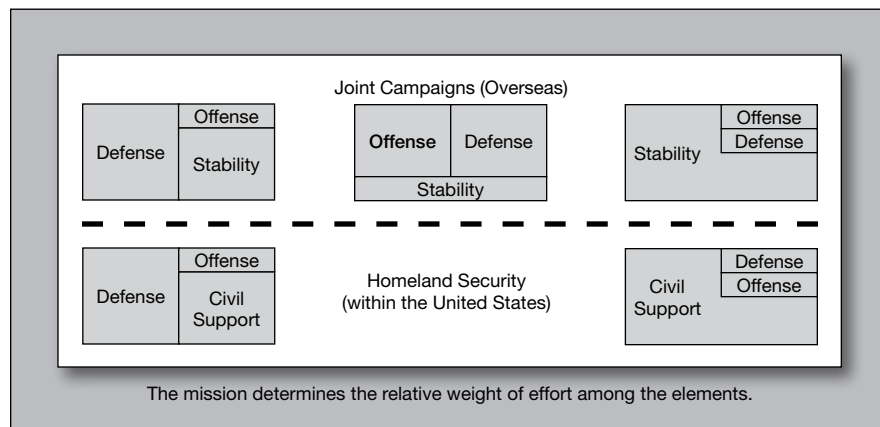 Joint Campaigns (Overseas)
Defense
Offense
Stability
Offense
Defense
Stability
Stability
Offense
Defense
Defense
Offense
Civil
Support
Homeland Security
(within the United States)
Civil
Support
Defense
Offense
The mission determines the relative weight of effort among the elements.